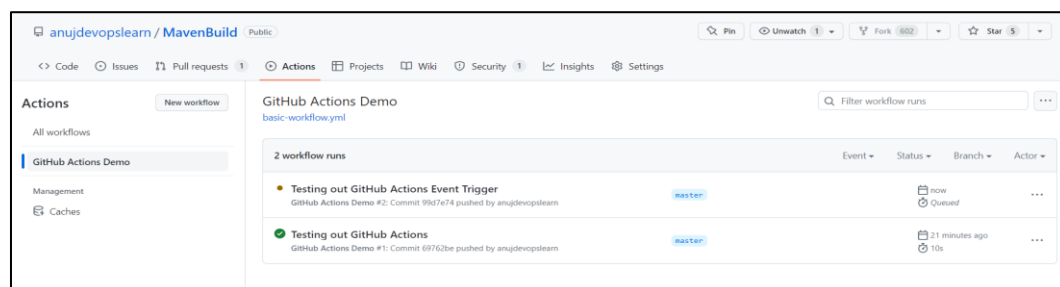 anujdevopslearn / MavenBuild Public Pin Unwatch 1 Fork 602 Star 5
Code Issues Pull requests 1 Actions Projects Wiki Security 1 Insights Settings
Actions New workflow
All workflows
GitHub Actions Demo
Management
Caches
GitHub Actions Demo Filter workflow runs ...
basic-workflow.yml
2 workflow runs Event Status Branch Actor
Testing out GitHub Actions Event Trigger master now ...
GitHub Actions Demo #2: Commit 99d7e74 pushed by anujdevopslearn Queued
Testing out GitHub Actions master 21 minutes ago ...
GitHub Actions Demo #1: Commit 69762be pushed by anujdevopslearn 10s